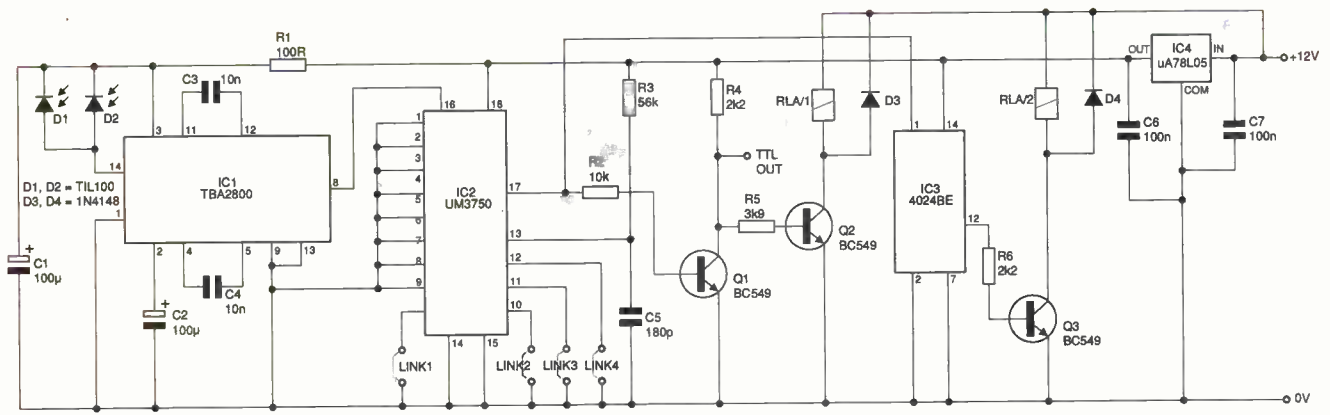 R1
100R
C3
10n
D1
D2
3
11
12
14
IC1
TBA2800
8
D1, D2 = TIL100
D3, D4 = 1N4148
1
2
4
5
9
13
+
C1
100μ
+
C2
100μ
C4
10n
16
18
1
2
3
4
5
6
7
8
9
IC2
UM3750
17
13
12
11
10
14
15
LINK1
LINK2
LINK3
LINK4
R3
56k
R2
10k
C5
180p
R4
2k2
TTL
OUT
R5
3k9
Q1
BC549
RLA/1
D3
Q2
BC549
1
14
IC3
4024BE
12
2
7
R6
2k2
Q3
BC549
RLA/2
D4
OUT
IC4
uA78L05
IN
COM
C6
100n
C7
100n
+12V
0V